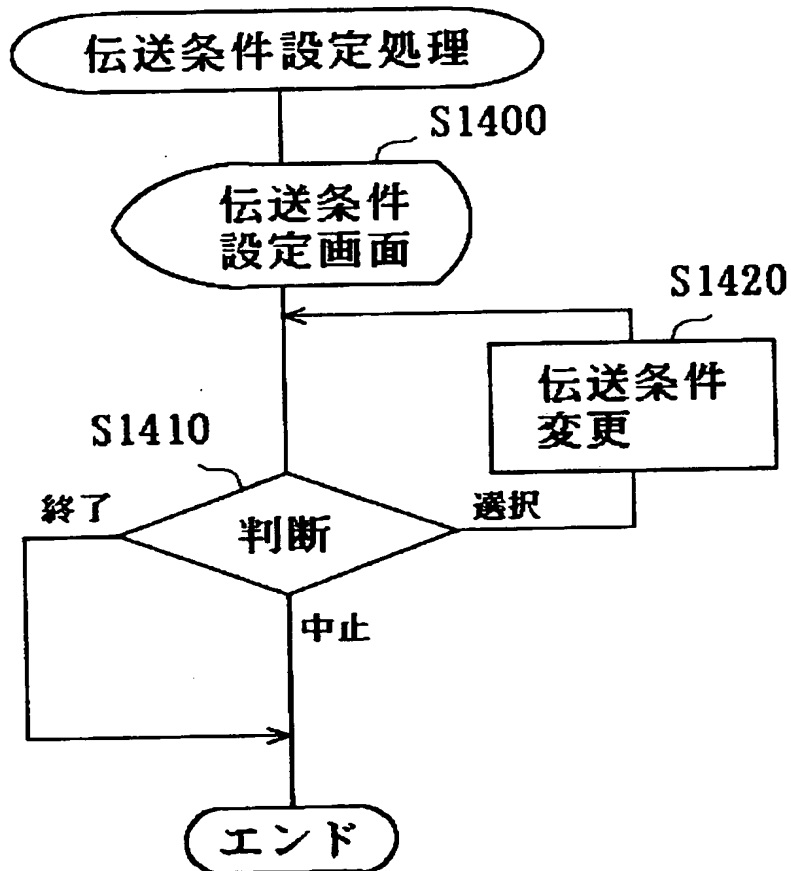 伝送条件設定処理
S1400
伝送条件
設定画面
S1420
伝送条件
変更
S1410
終了
判断
選択
中止
エンド